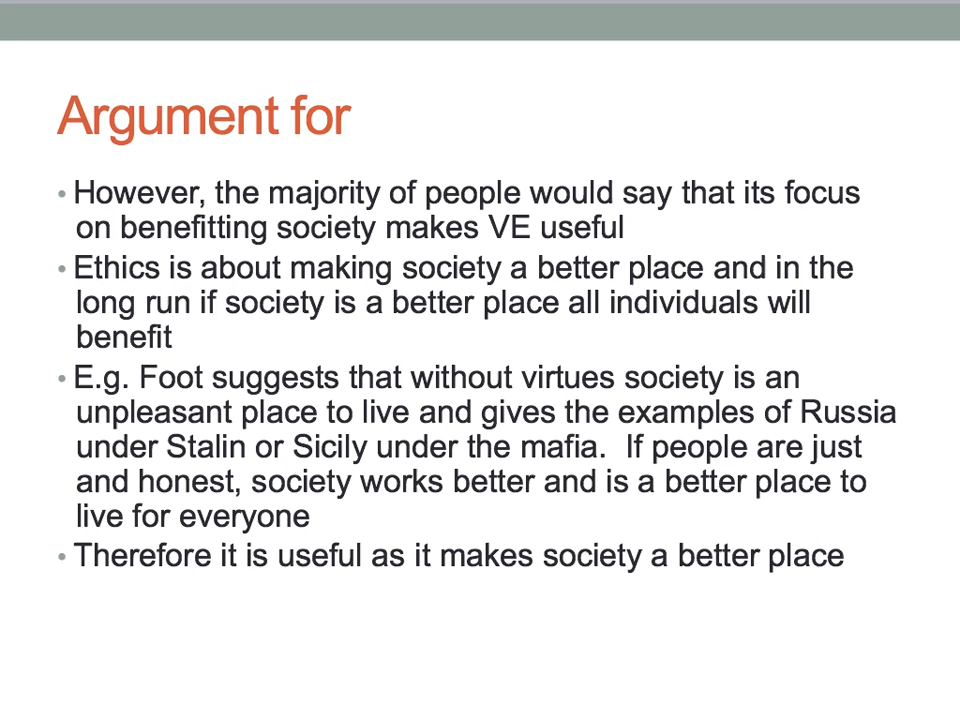 Argument for
• However, the majority of people would say that its focus
on benefitting society makes VE useful
• Ethics is about making society a better place and in the
long run if society is a better place all individuals will
benefit
• E.g. Foot suggests that without virtues society is an
unpleasant place to live and gives the examples of Russia
under Stalin or Sicily under the mafia.  If people are just
and honest, society works better and is a better place to
live for everyone
• Therefore it is useful as it makes society a better place